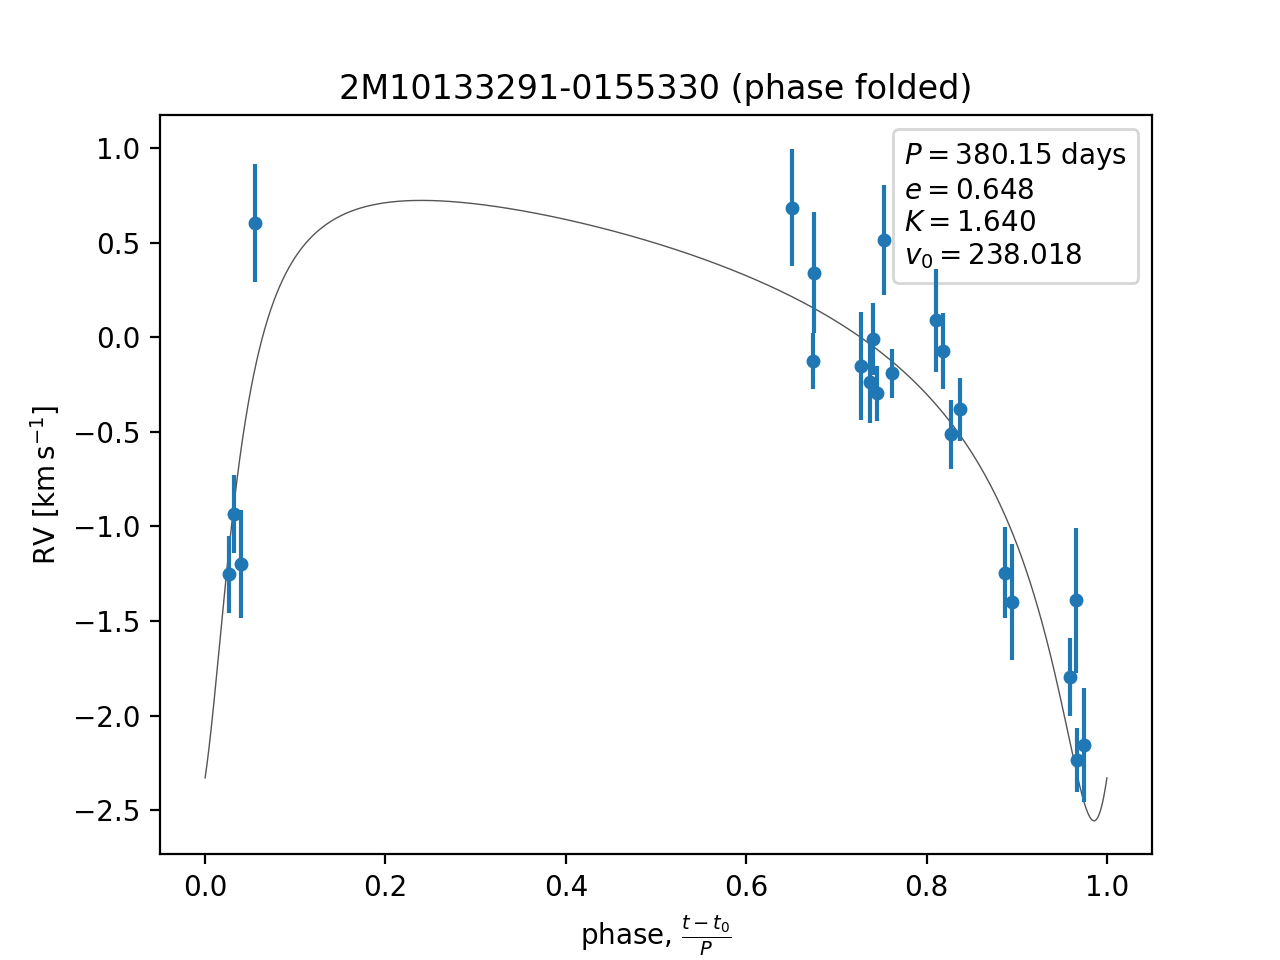 2M10133291-0155330 (phase folded)
P = 380.15 days
e = 0.648
K = 1.640
v₀ = 238.018
RV [km s⁻¹]
1.0
0.5
0.0
−0.5
−1.0
−1.5
−2.0
−2.5
0.0 0.2 0.4 0.6 0.8 1.0
phase, (t − t₀)/P